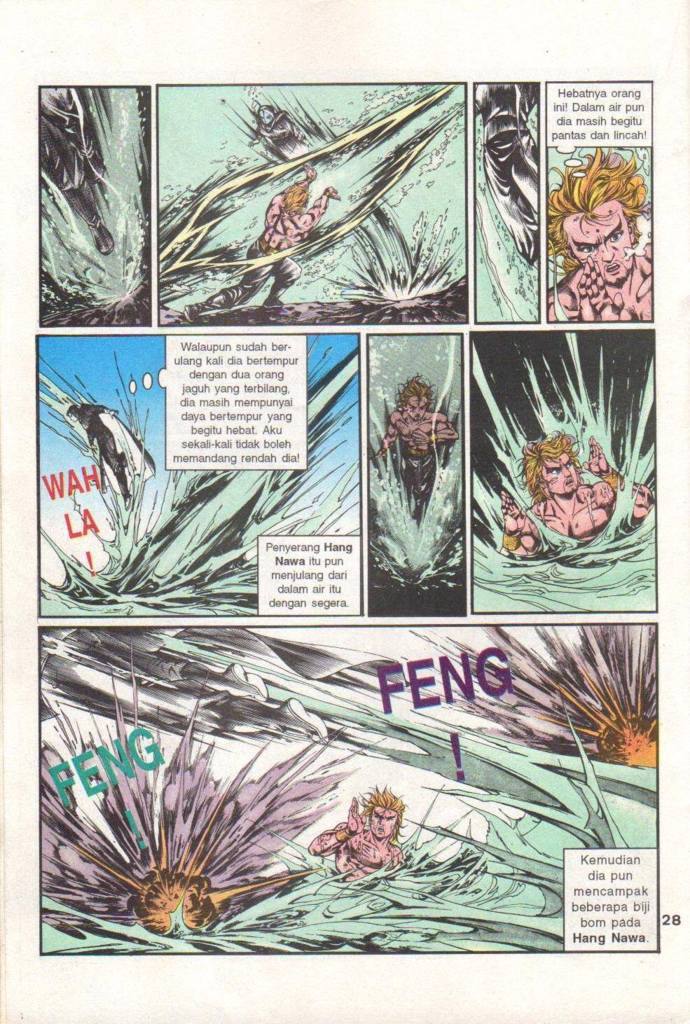 Hebatnya orang
ini! Dalam air pun
dia masih begitu
pantas dan lincah!
Walaupun sudah ber-
ulang kali dia bertempur
dengan dua orang
jaguh yang terbilang,
dia masih mempunyai
daya bertempur yang
begitu hebat. Aku
sekali-kali tidak boleh
memandang rendah dia!
WAH
LA
!
Penyerang Hang
Nawa itu pun
menjulang dari
dalam air itu
dengan segera.
FENG
!
FENG
!
Kemudian
dia pun
mencampak
beberapa biji
bom pada
Hang Nawa.
28